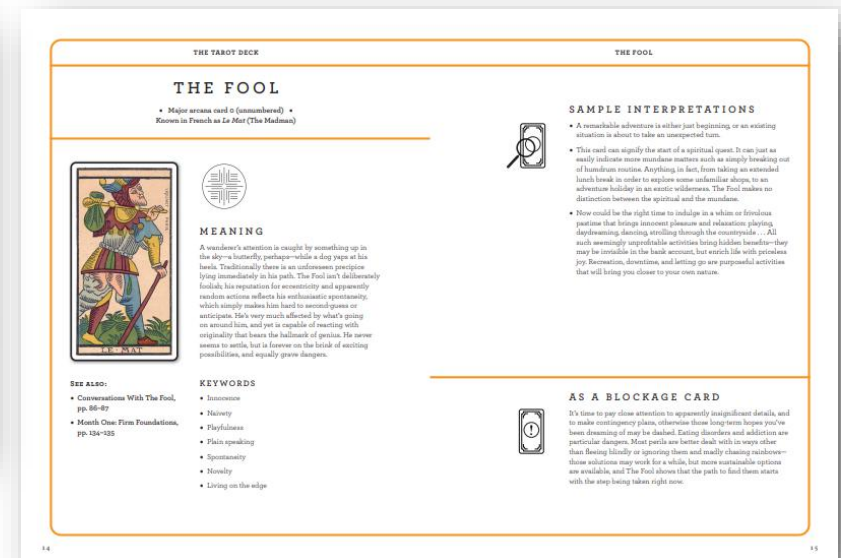 THE TAROT DECK
THE FOOL
• Major arcana card 0 (unnumbered) •
Known in French as Le Mat (The Madman)
LE·MAT
SEE ALSO:
• Conversations With The Fool,
pp. 86–87
• Month One: Firm Foundations,
pp. 134–135
MEANING
A wanderer's attention is caught by something up in
the sky—a butterfly, perhaps—while a dog yaps at his
heels. Traditionally there is an unforeseen precipice
lying immediately in his path. The Fool isn't deliberately
foolish; his reputation for eccentricity and apparently
random actions reflects his enthusiastic spontaneity,
which simply makes him hard to second-guess or
anticipate. He's very much affected by what's going
on around him, and yet is capable of reacting with
originality that bears the hallmark of genius. He never
seems to settle, but is forever on the brink of exciting
possibilities, and equally grave dangers.
KEYWORDS
• Innocence
• Naivety
• Playfulness
• Plain speaking
• Spontaneity
• Novelty
• Living on the edge
14
THE FOOL
SAMPLE INTERPRETATIONS
• A remarkable adventure is either just beginning, or an existing
situation is about to take an unexpected turn.
• This card can signify the start of a spiritual quest. It can just as
easily indicate more mundane matters such as simply breaking out
of humdrum routine. Anything, in fact, from taking an extended
lunch break in order to explore some unfamiliar shops, to an
adventure holiday in an exotic wilderness. The Fool makes no
distinction between the spiritual and the mundane.
• Now could be the right time to indulge in a whim or frivolous
pastime that brings innocent pleasure and relaxation: playing,
daydreaming, dancing, strolling through the countryside . . . All
such seemingly unprofitable activities bring hidden benefits—they
may be invisible in the bank account, but enrich life with priceless
joy. Recreation, downtime, and letting go are purposeful activities
that will bring you closer to your own nature.
AS A BLOCKAGE CARD
It's time to pay close attention to apparently insignificant details, and
to make contingency plans, otherwise those long-term hopes you've
been dreaming of may be dashed. Eating disorders and addiction are
particular dangers. Most perils are better dealt with in ways other
than fleeing blindly or ignoring them and madly chasing rainbows—
those solutions may work for a while, but more sustainable options
are available, and The Fool shows that the path to find them starts
with the step being taken right now.
15